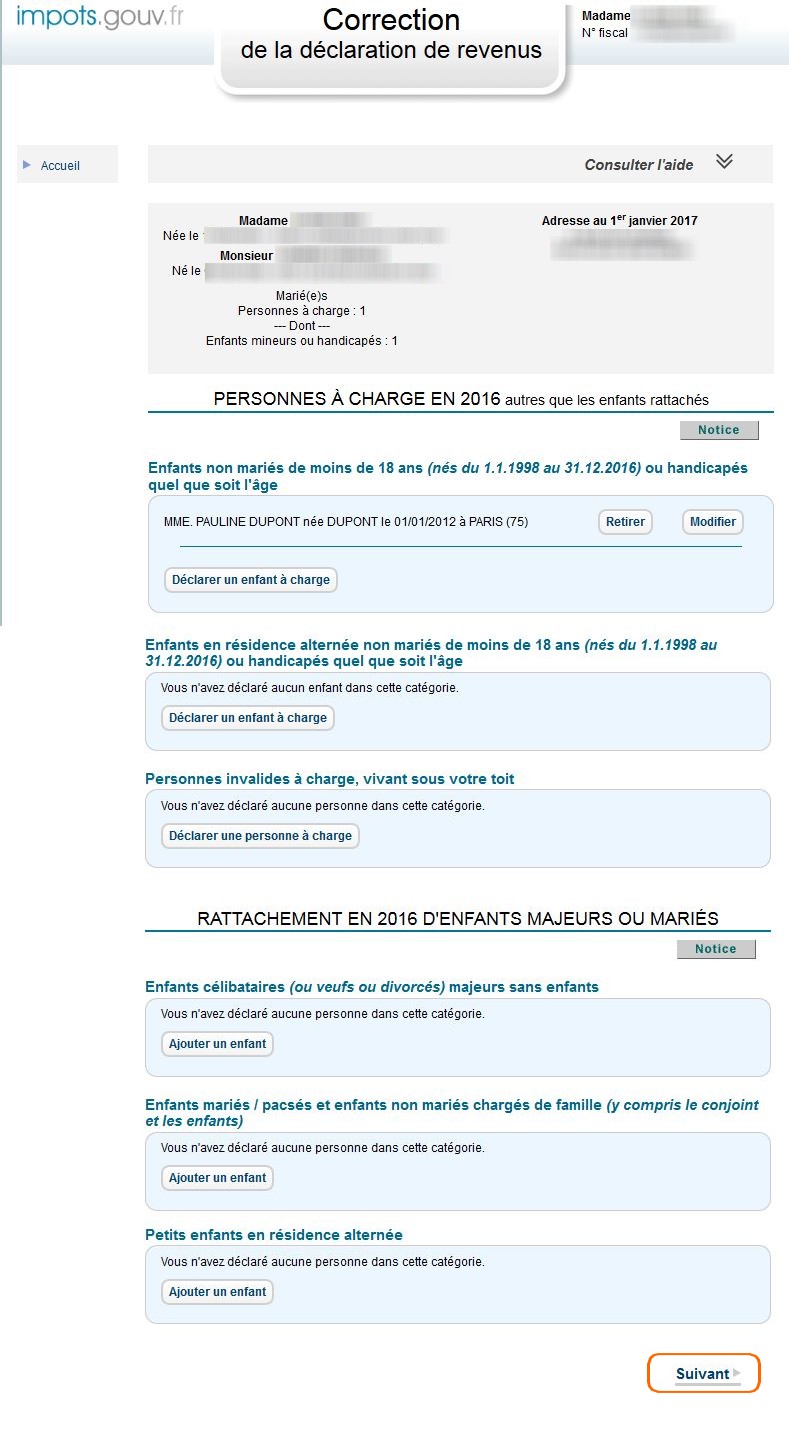 impots.gouv.fr
Correction
de la déclaration de revenus
Madame
N° fiscal
Accueil
Consulter l'aide
Madame
Née le
Monsieur
Né le
Adresse au 1er janvier 2017
Marié(e)s
Personnes à charge : 1
--- Dont ---
Enfants mineurs ou handicapés : 1
PERSONNES À CHARGE EN 2016 autres que les enfants rattachés
Notice
Enfants non mariés de moins de 18 ans (nés du 1.1.1998 au 31.12.2016) ou handicapés
quel que soit l'âge
MME. PAULINE DUPONT née DUPONT le 01/01/2012 à PARIS (75)
Retirer
Modifier
Déclarer un enfant à charge
Enfants en résidence alternée non mariés de moins de 18 ans (nés du 1.1.1998 au
31.12.2016) ou handicapés quel que soit l'âge
Vous n'avez déclaré aucun enfant dans cette catégorie.
Déclarer un enfant à charge
Personnes invalides à charge, vivant sous votre toit
Vous n'avez déclaré aucune personne dans cette catégorie.
Déclarer une personne à charge
RATTACHEMENT EN 2016 D'ENFANTS MAJEURS OU MARIÉS
Notice
Enfants célibataires (ou veufs ou divorcés) majeurs sans enfants
Vous n'avez déclaré aucune personne dans cette catégorie.
Ajouter un enfant
Enfants mariés / pacsés et enfants non mariés chargés de famille (y compris le conjoint
et les enfants)
Vous n'avez déclaré aucune personne dans cette catégorie.
Ajouter un enfant
Petits enfants en résidence alternée
Vous n'avez déclaré aucune personne dans cette catégorie.
Ajouter un enfant
Suivant